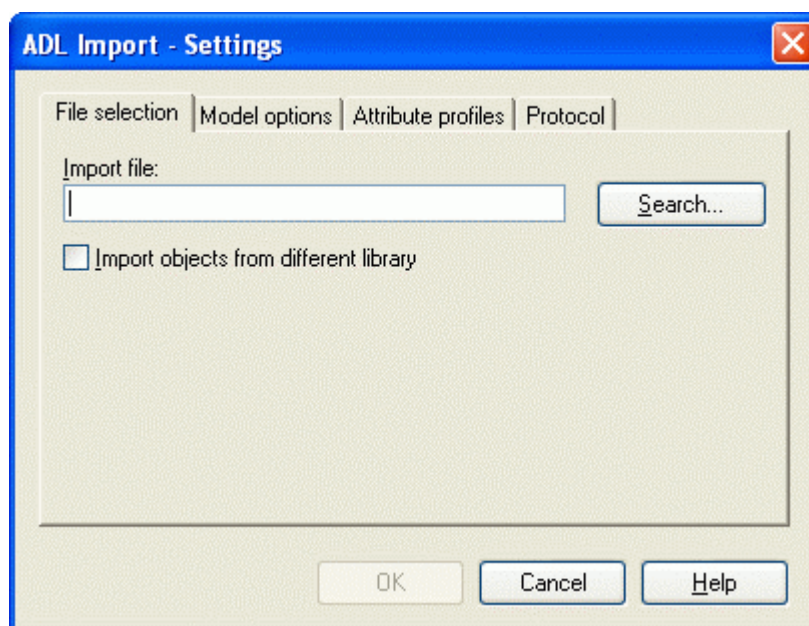 ADL Import - Settings
File selection
Model options
Attribute profiles
Protocol
Import file:
Search...
Import objects from different library
OK
Cancel
Help